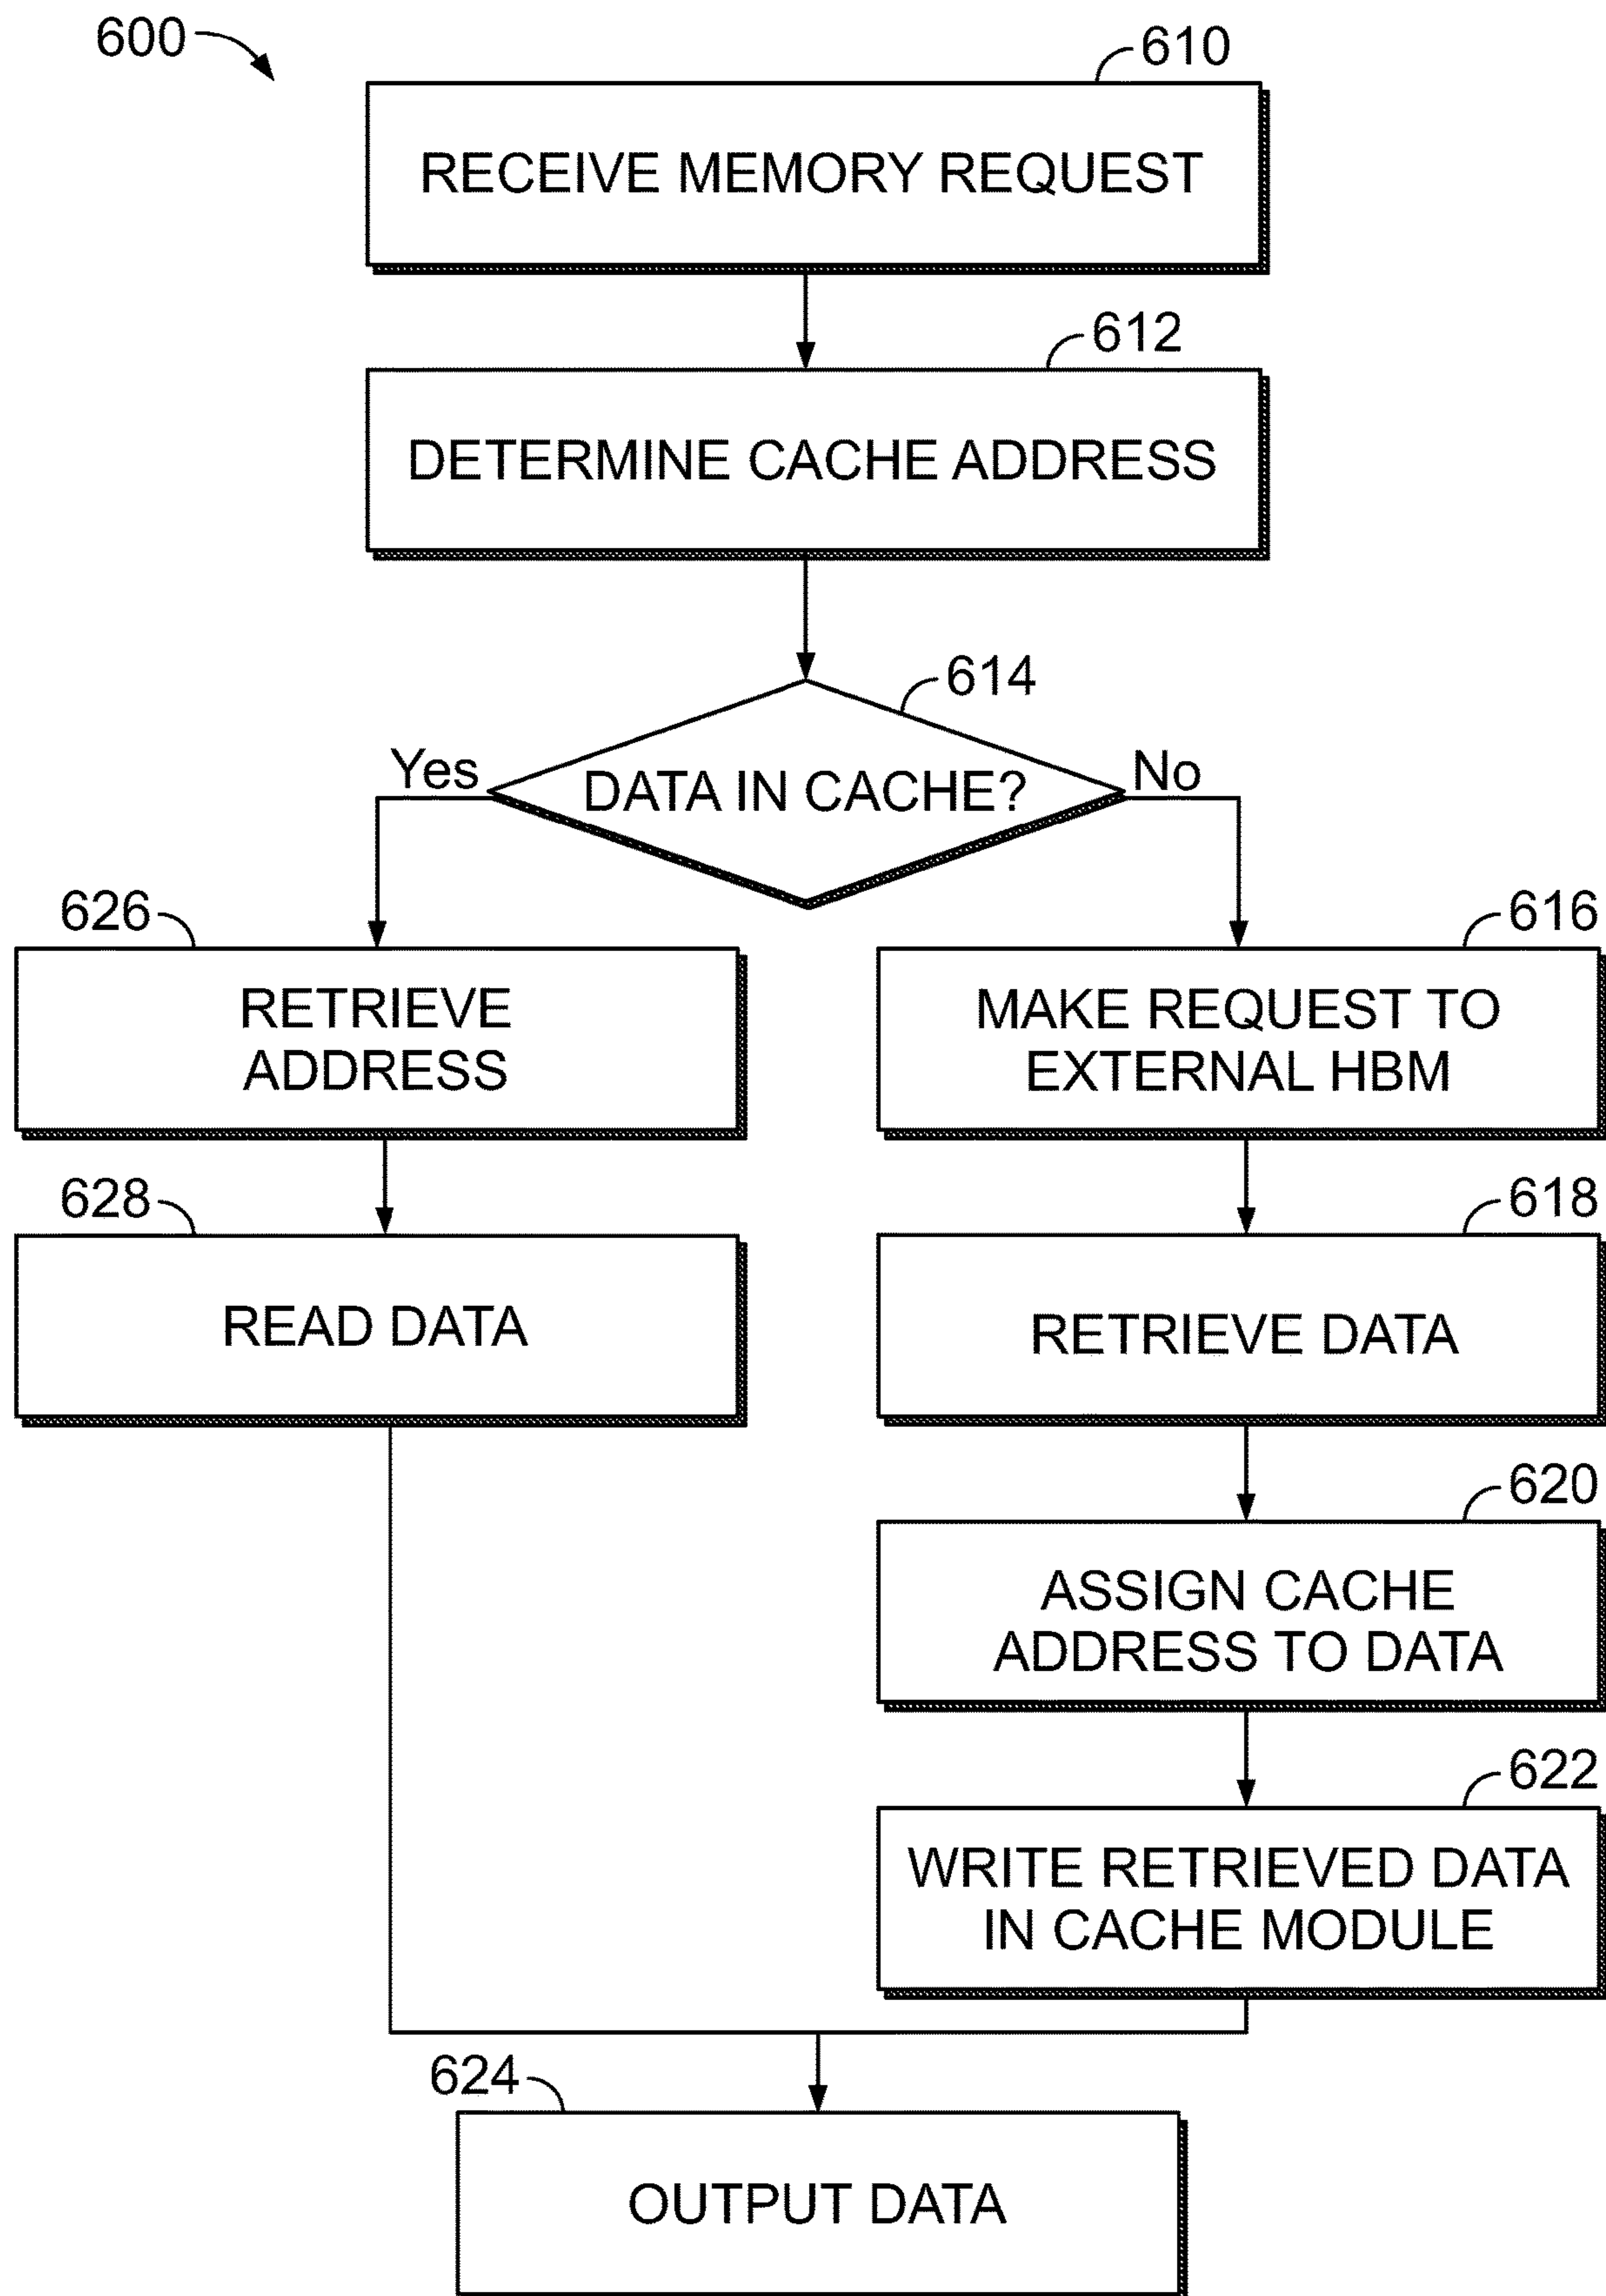 600
610
RECEIVE MEMORY REQUEST
612
DETERMINE CACHE ADDRESS
614
Yes
DATA IN CACHE?
No
626
RETRIEVE
ADDRESS
616
MAKE REQUEST TO
EXTERNAL HBM
628
READ DATA
618
RETRIEVE DATA
620
ASSIGN CACHE
ADDRESS TO DATA
622
WRITE RETRIEVED DATA
IN CACHE MODULE
624
OUTPUT DATA